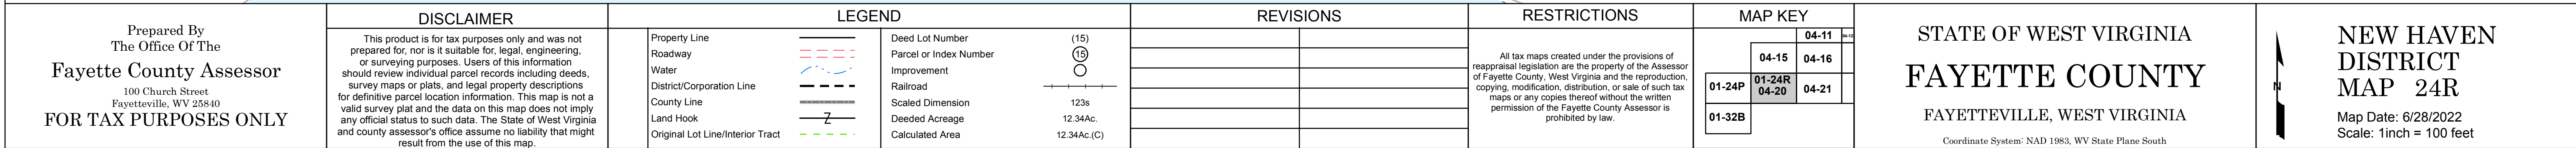 Prepared By
The Office Of The
Fayette County Assessor
100 Church Street
Fayetteville, WV 25840
FOR TAX PURPOSES ONLY
DISCLAIMER
This product is for tax purposes only and was not
prepared for, nor is it suitable for, legal, engineering,
or surveying purposes. Users of this information
should review individual parcel records including deeds,
survey maps or plats, and legal property descriptions
for definitive parcel location information. This map is not a
valid survey plat and the data on this map does not imply
any official status to such data. The State of West Virginia
and county assessor's office assume no liability that might
result from the use of this map.
LEGEND
Property Line
Roadway
Water
District/Corporation Line
County Line
Land Hook Z
Original Lot Line/Interior Tract
Deed Lot Number (15)
Parcel or Index Number 15
Improvement
Railroad
Scaled Dimension 123s
Deeded Acreage 12.34Ac.
Calculated Area 12.34Ac.(C)
REVISIONS
RESTRICTIONS
All tax maps created under the provisions of
reappraisal legislation are the property of the Assessor
of Fayette County, West Virginia and the reproduction,
copying, modification, distribution, or sale of such tax
maps or any copies thereof without the written
permission of the Fayette County Assessor is
prohibited by law.
MAP KEY
04-11 04-12
04-15 04-16
01-24P 01-24R 04-20 04-21
01-32B
STATE OF WEST VIRGINIA
FAYETTE COUNTY
FAYETTEVILLE, WEST VIRGINIA
Coordinate System: NAD 1983, WV State Plane South
N
NEW HAVEN
DISTRICT
MAP 24R
Map Date: 6/28/2022
Scale: 1inch = 100 feet